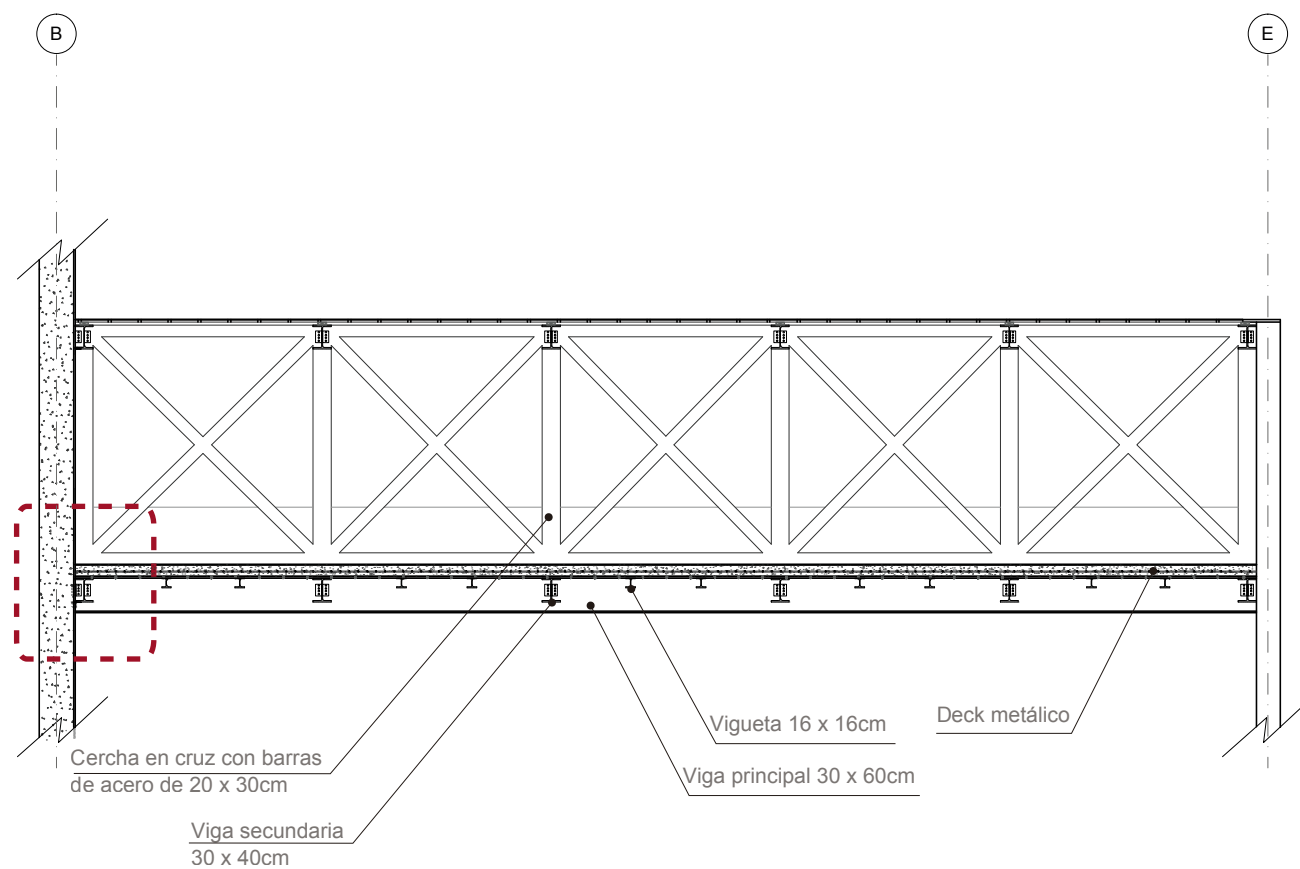 B
E
Vigueta 16 x 16cm
Deck metálico
Cercha en cruz con barras
de acero de 20 x 30cm
Viga principal 30 x 60cm
Viga secundaria
30 x 40cm